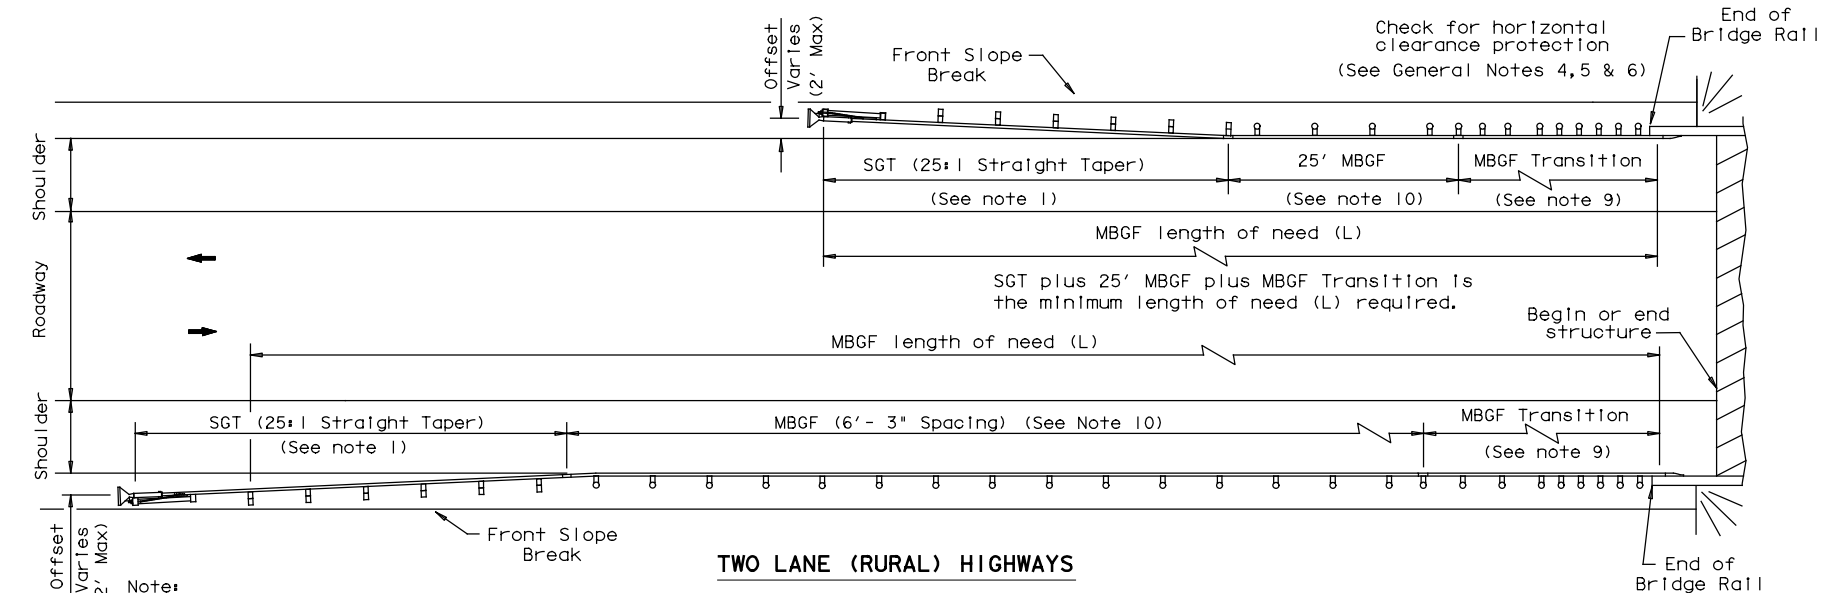 Offset
Varies
(2' Max)
Front Slope
Break
Check for horizontal
clearance protection
(See General Notes 4,5 & 6)
End of
Bridge Rail
Shoulder
SGT (25:1 Straight Taper)
(See note 1)
25' MBGF
(See note 10)
MBGF Transition
(See note 9)
MBGF length of need (L)
SGT plus 25' MBGF plus MBGF Transition is
the minimum length of need (L) required.
Roadway
Begin or end
structure
MBGF length of need (L)
Shoulder
SGT (25:1 Straight Taper)
(See note 1)
MBGF (6'- 3" Spacing) (See Note 10)
MBGF Transition
(See note 9)
Offset
Varies
2' Max)
Front Slope
Break
End of
Bridge Rail
TWO LANE (RURAL) HIGHWAYS
Note: